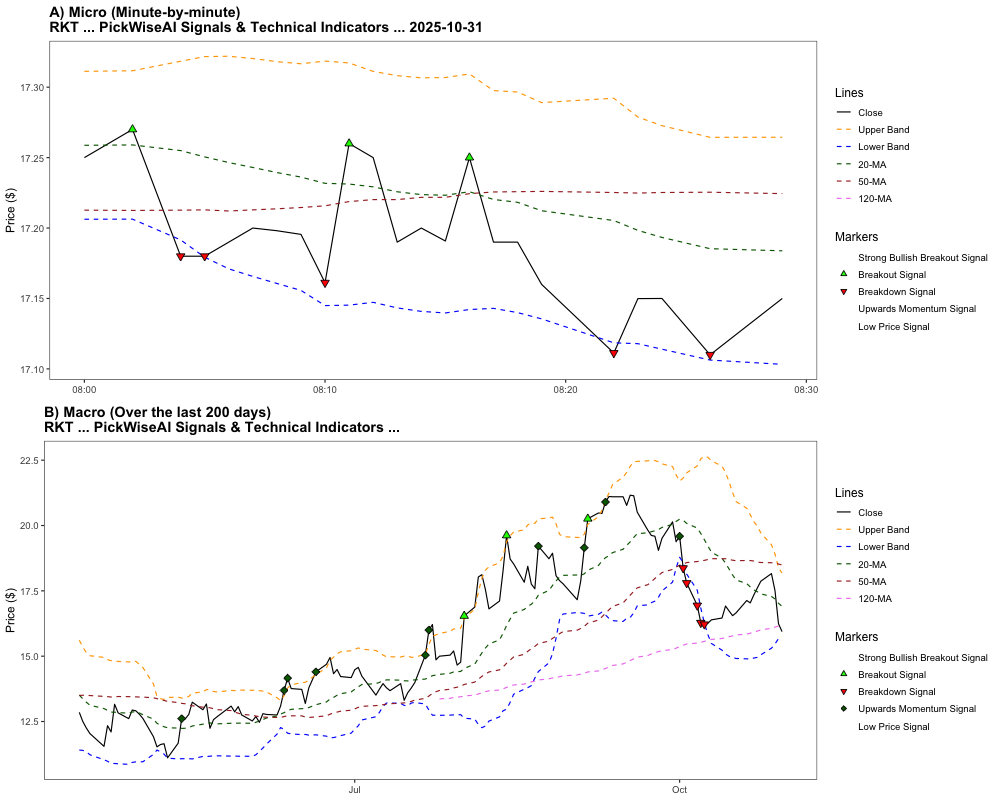 A) Micro (Minute-by-minute)
RKT ... PickWiseAI Signals & Technical Indicators ... 2025-10-31
Price ($)
17.30
17.25
17.20
17.15
17.10
08:00
08:10
08:20
08:30
Lines
Close
Upper Band
Lower Band
20-MA
50-MA
120-MA
Markers
Strong Bullish Breakout Signal
Breakout Signal
Breakdown Signal
Upwards Momentum Signal
Low Price Signal
B) Macro (Over the last 200 days)
RKT ... PickWiseAI Signals & Technical Indicators ...
Price ($)
22.5
20.0
17.5
15.0
12.5
Jul
Oct
Lines
Close
Upper Band
Lower Band
20-MA
50-MA
120-MA
Markers
Strong Bullish Breakout Signal
Breakout Signal
Breakdown Signal
Upwards Momentum Signal
Low Price Signal